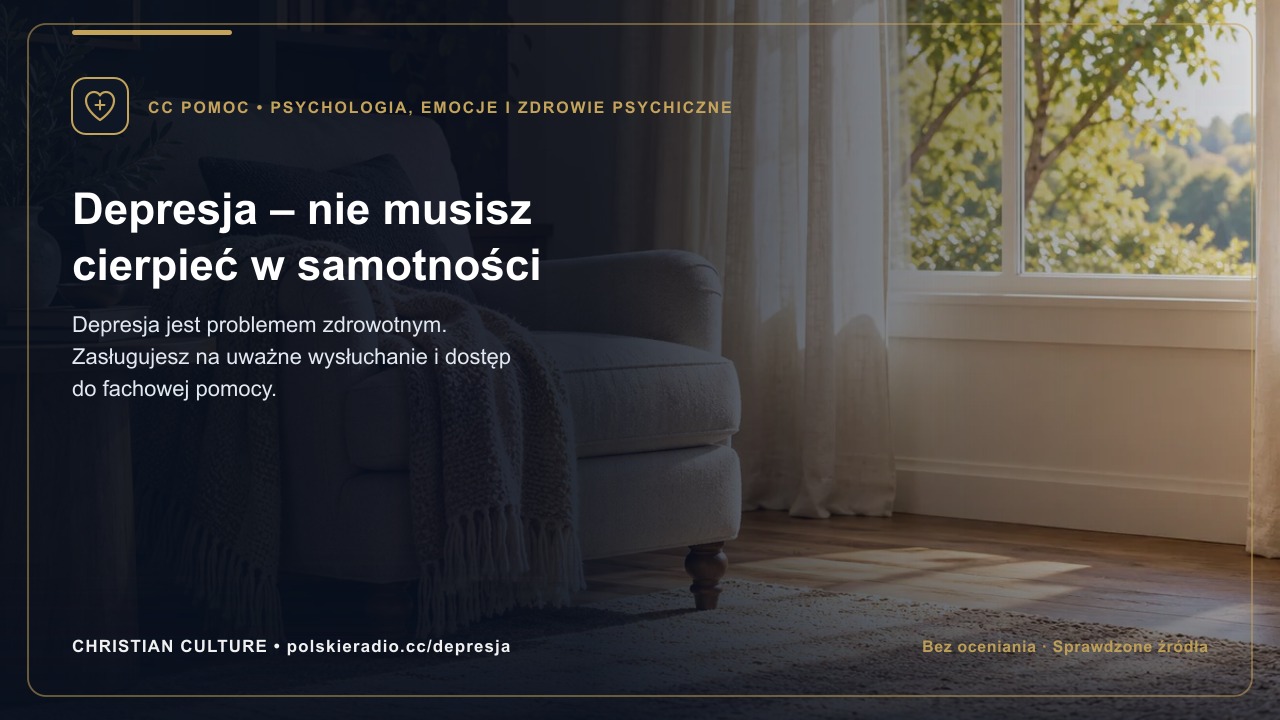 CC POMOC • PSYCHOLOGIA, EMOCJE I ZDROWIE PSYCHICZNE
Depresja – nie musisz
cierpieć w samotności
Depresja jest problemem zdrowotnym.
Zasługujesz na uważne wysłuchanie i dostęp
do fachowej pomocy.
CHRISTIAN CULTURE • polskieradio.cc/depresja
Bez oceniania · Sprawdzone źródła